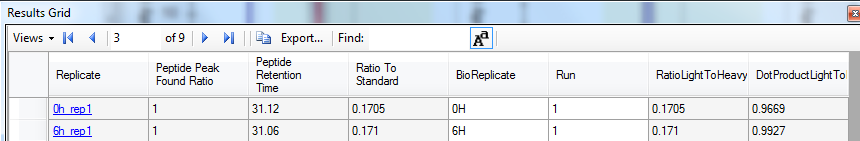 Results Grid
Views 3 of 9 Export... Find: Aa
Replicate Peptide Peak Found Ratio Peptide Retention Time Ratio To Standard BioReplicate Run RatioLightToHeavy DotProductLightTo
0h_rep1 1 31.12 0.1705 0H 1 0.1705 0.9669
6h_rep1 1 31.06 0.171 6H 1 0.171 0.9927